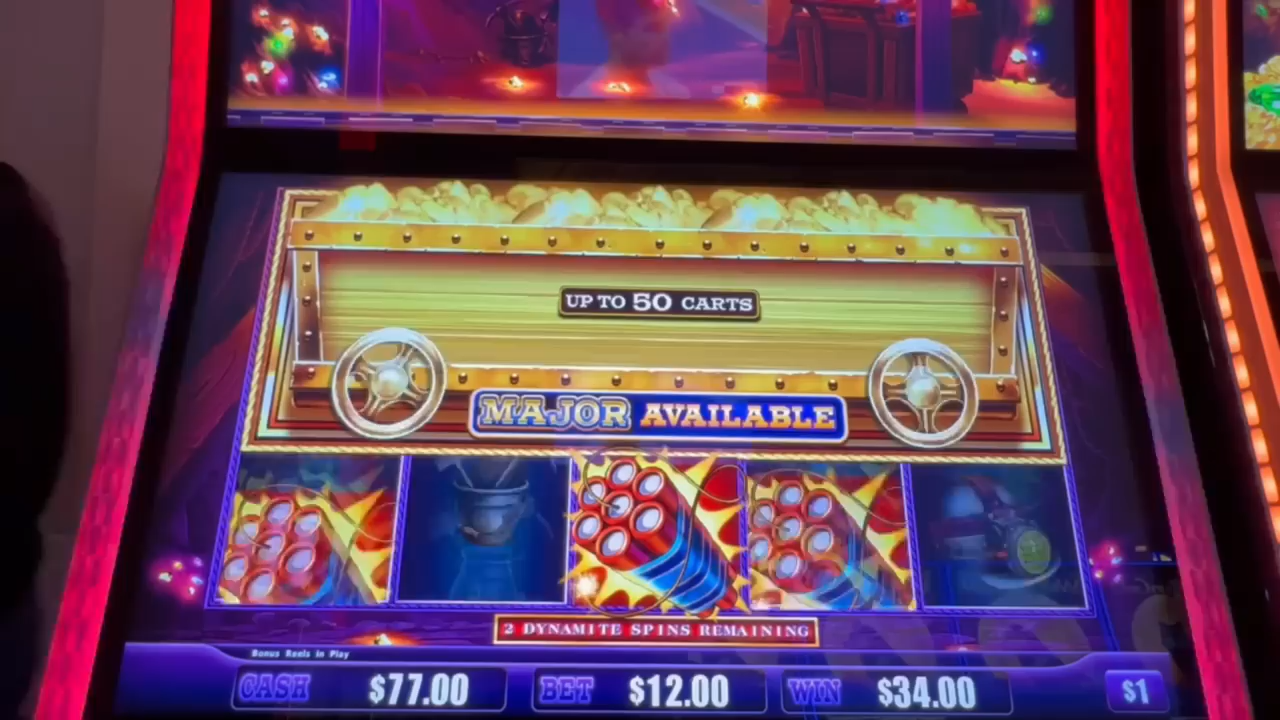 UP TO 50 CARTS
MAJOR AVAILABLE
2 DYNAMITE SPINS REMAINING
Bonus Reels in Play
CASH $77.00 BET $12.00 WIN $34.00 $1